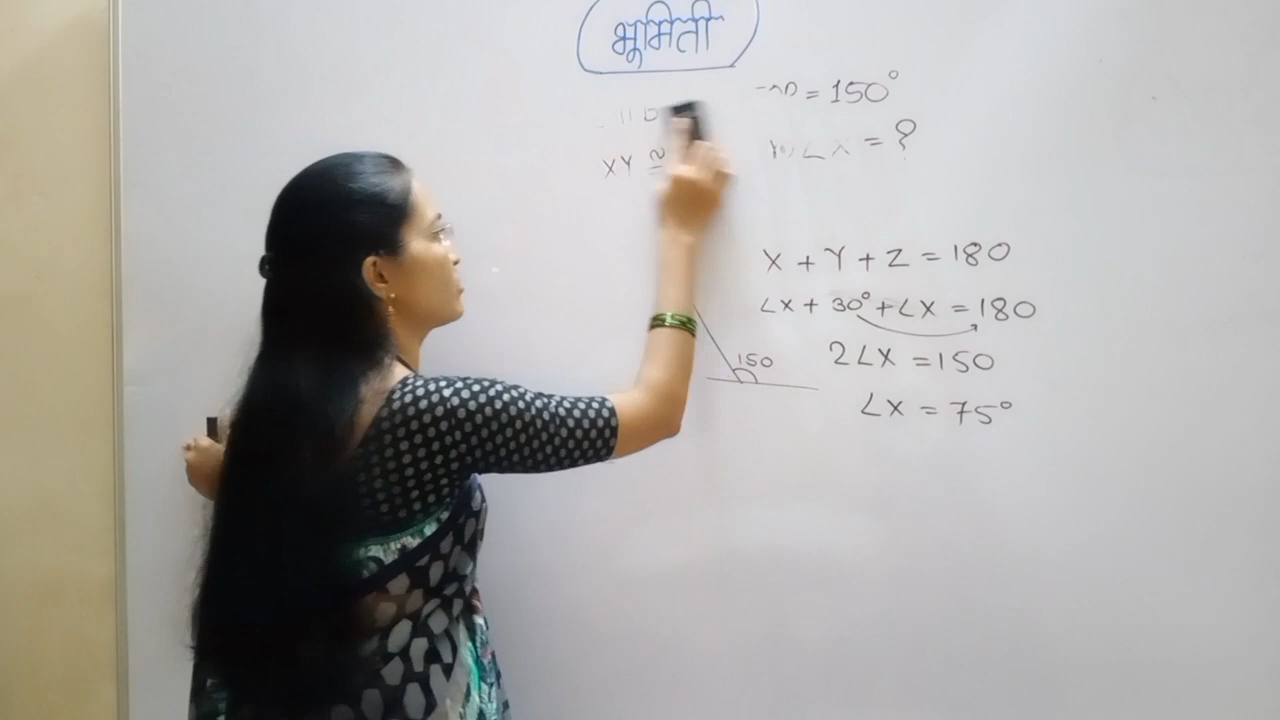 भूमिती
= 150°
XY ≅
∠X = ?
X + Y + Z = 180
∠X + 30° + ∠X = 180
150
2∠X = 150
∠X = 75°